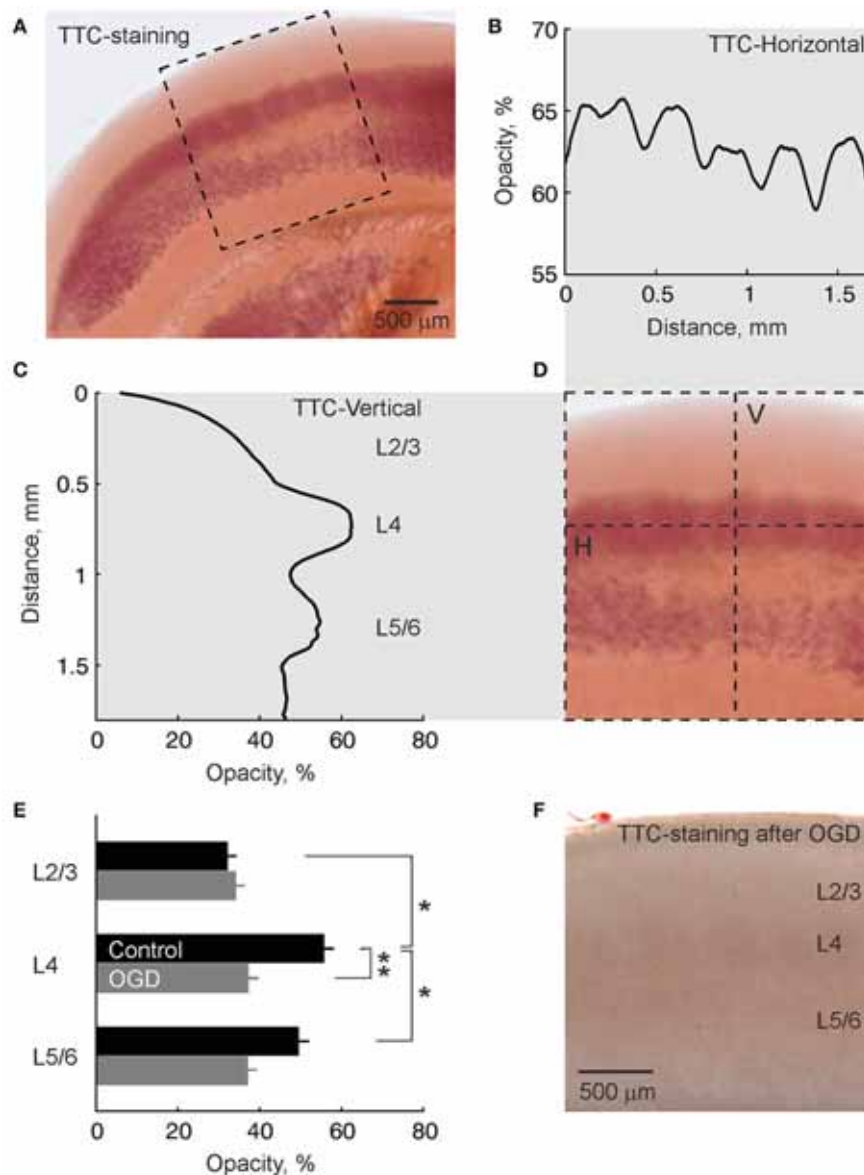 A
TTC-staining
500 μm
B
TTC-Horizontal
70
65
60
55
Opacity, %
0
0.5
1
1.5
Distance, mm
C
TTC-Vertical
L2/3
L4
L5/6
0
0.5
1
1.5
Distance, mm
0
20
40
60
80
Opacity, %
D
V
H
E
L2/3
L4
L5/6
Control
OGD
*
*
*
*
0
20
40
60
80
Opacity, %
F
TTC-staining after OGD
L2/3
L4
L5/6
500 μm